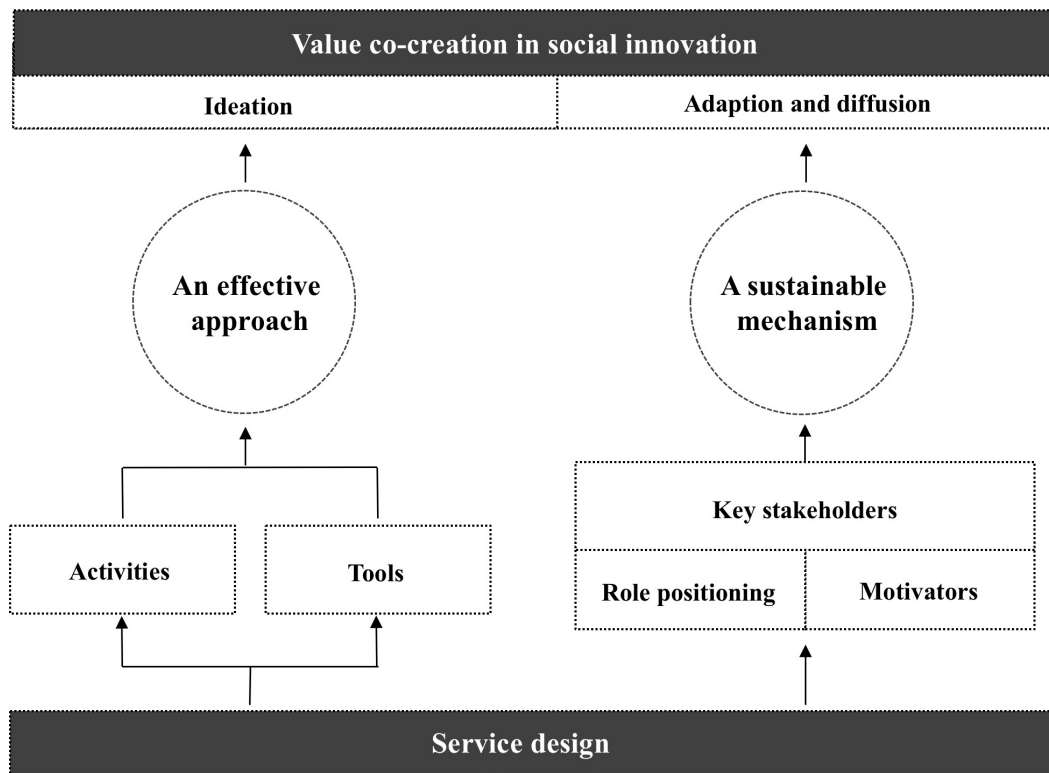 Value co-creation in social innovation
Ideation
Adaption and diffusion
An effective
approach
A sustainable
mechanism
Key stakeholders
Activities
Tools
Role positioning
Motivators
Service design